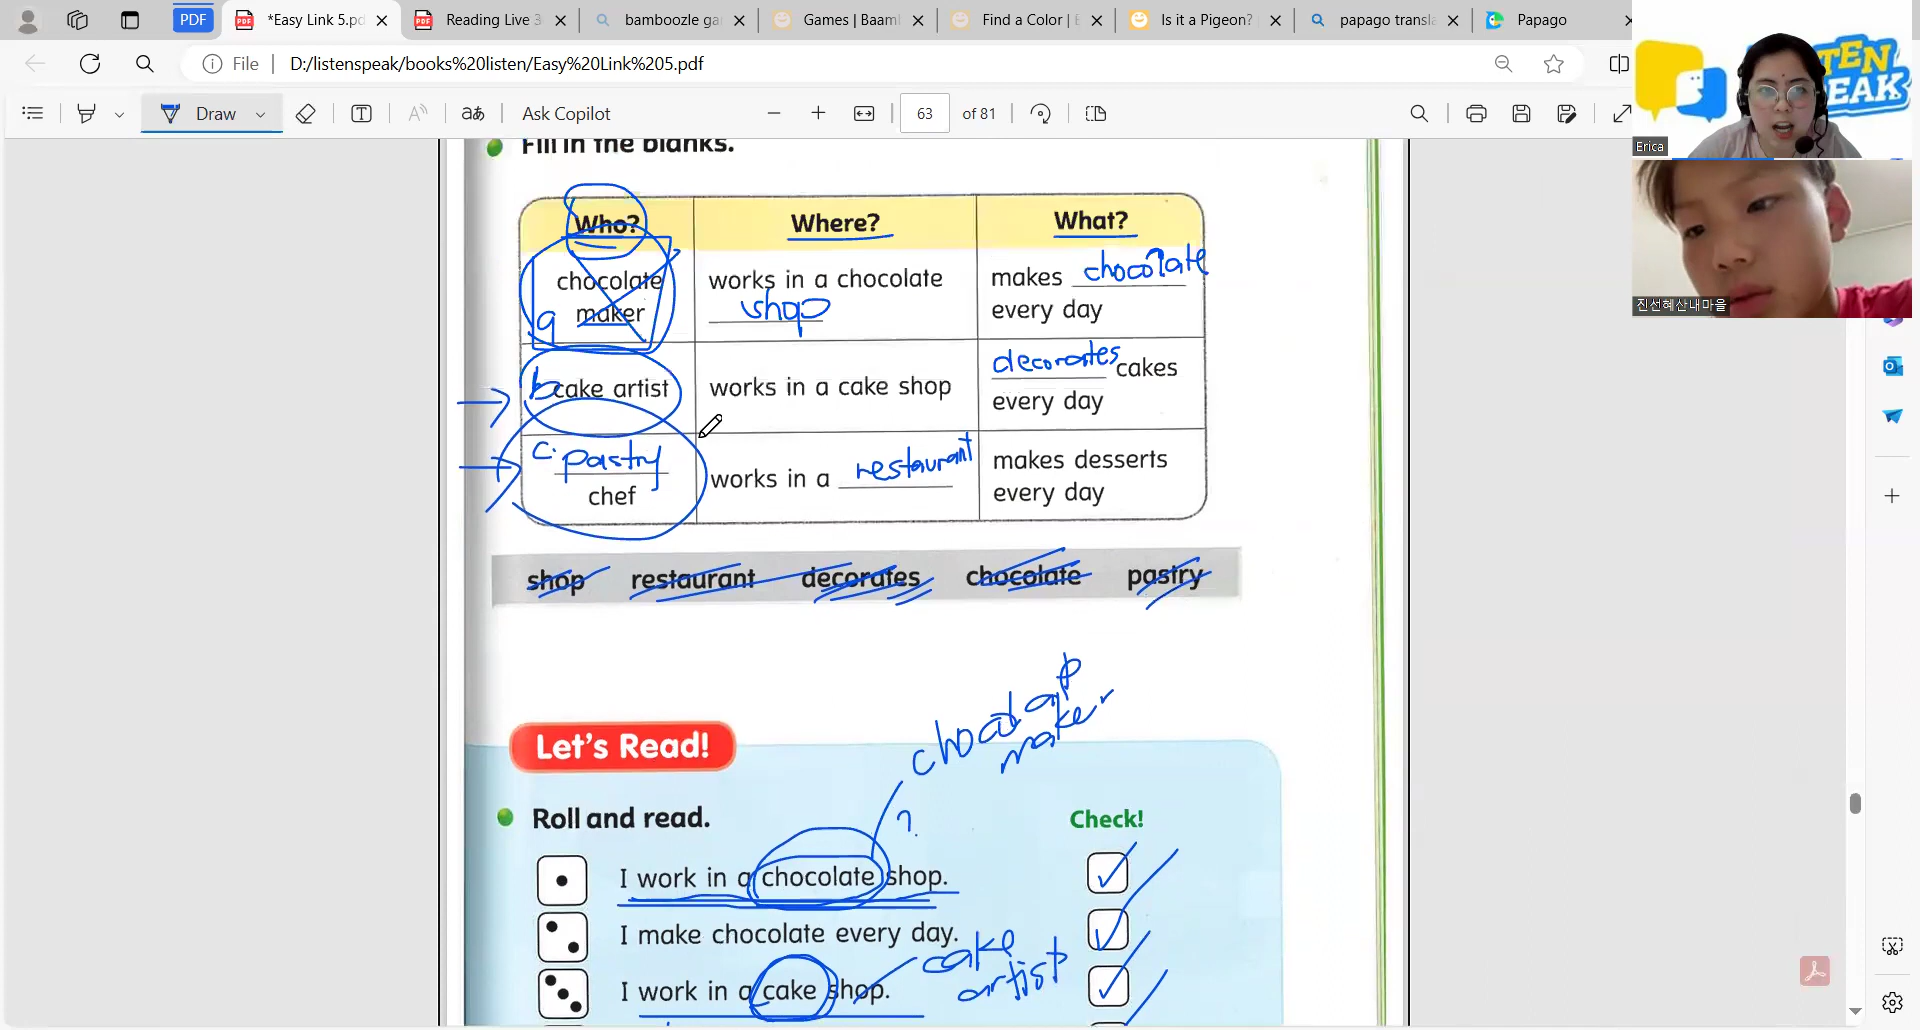 PDF
*Easy Link 5.pd
Reading Live 3
bamboozle ga
Games | Baaml
Find a Color |
Is it a Pigeon?
papago transl
Papago
File
D:/listenspeak/books%20listen/Easy%20Link%205.pdf
Draw
aあ
Ask Copilot
63
of 81
TEN
EAK
Erica
진선혜산내마을
Fill in the blanks.
Who?
Where?
What?
chocolate
maker
a
works in a chocolate
shop
makes chocolate
every day
b cake artist
works in a cake shop
decorates cakes
every day
c. pastry
chef
works in a restaurant
makes desserts
every day
shop restaurant decorates chocolate pastry
maker
Let's Read!
Roll and read.
Check!
?
I work in a chocolate shop.
I make chocolate every day.
cake
artist
I work in a cake shop.